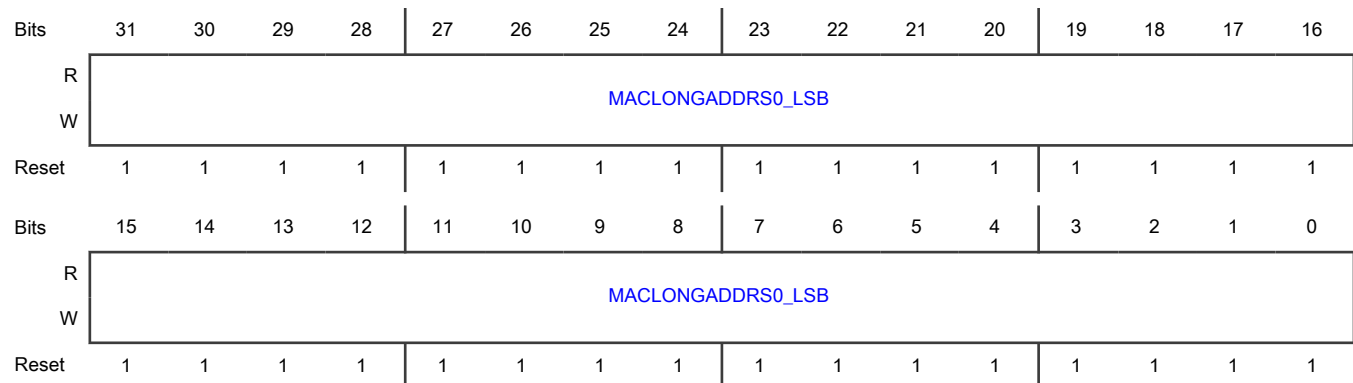 Bits 31 30 29 28 27 26 25 24 23 22 21 20 19 18 17 16
R
MACLONGADDRS0_LSB
W
Reset 1 1 1 1 1 1 1 1 1 1 1 1 1 1 1 1
Bits 15 14 13 12 11 10 9 8 7 6 5 4 3 2 1 0
R
MACLONGADDRS0_LSB
W
Reset 1 1 1 1 1 1 1 1 1 1 1 1 1 1 1 1